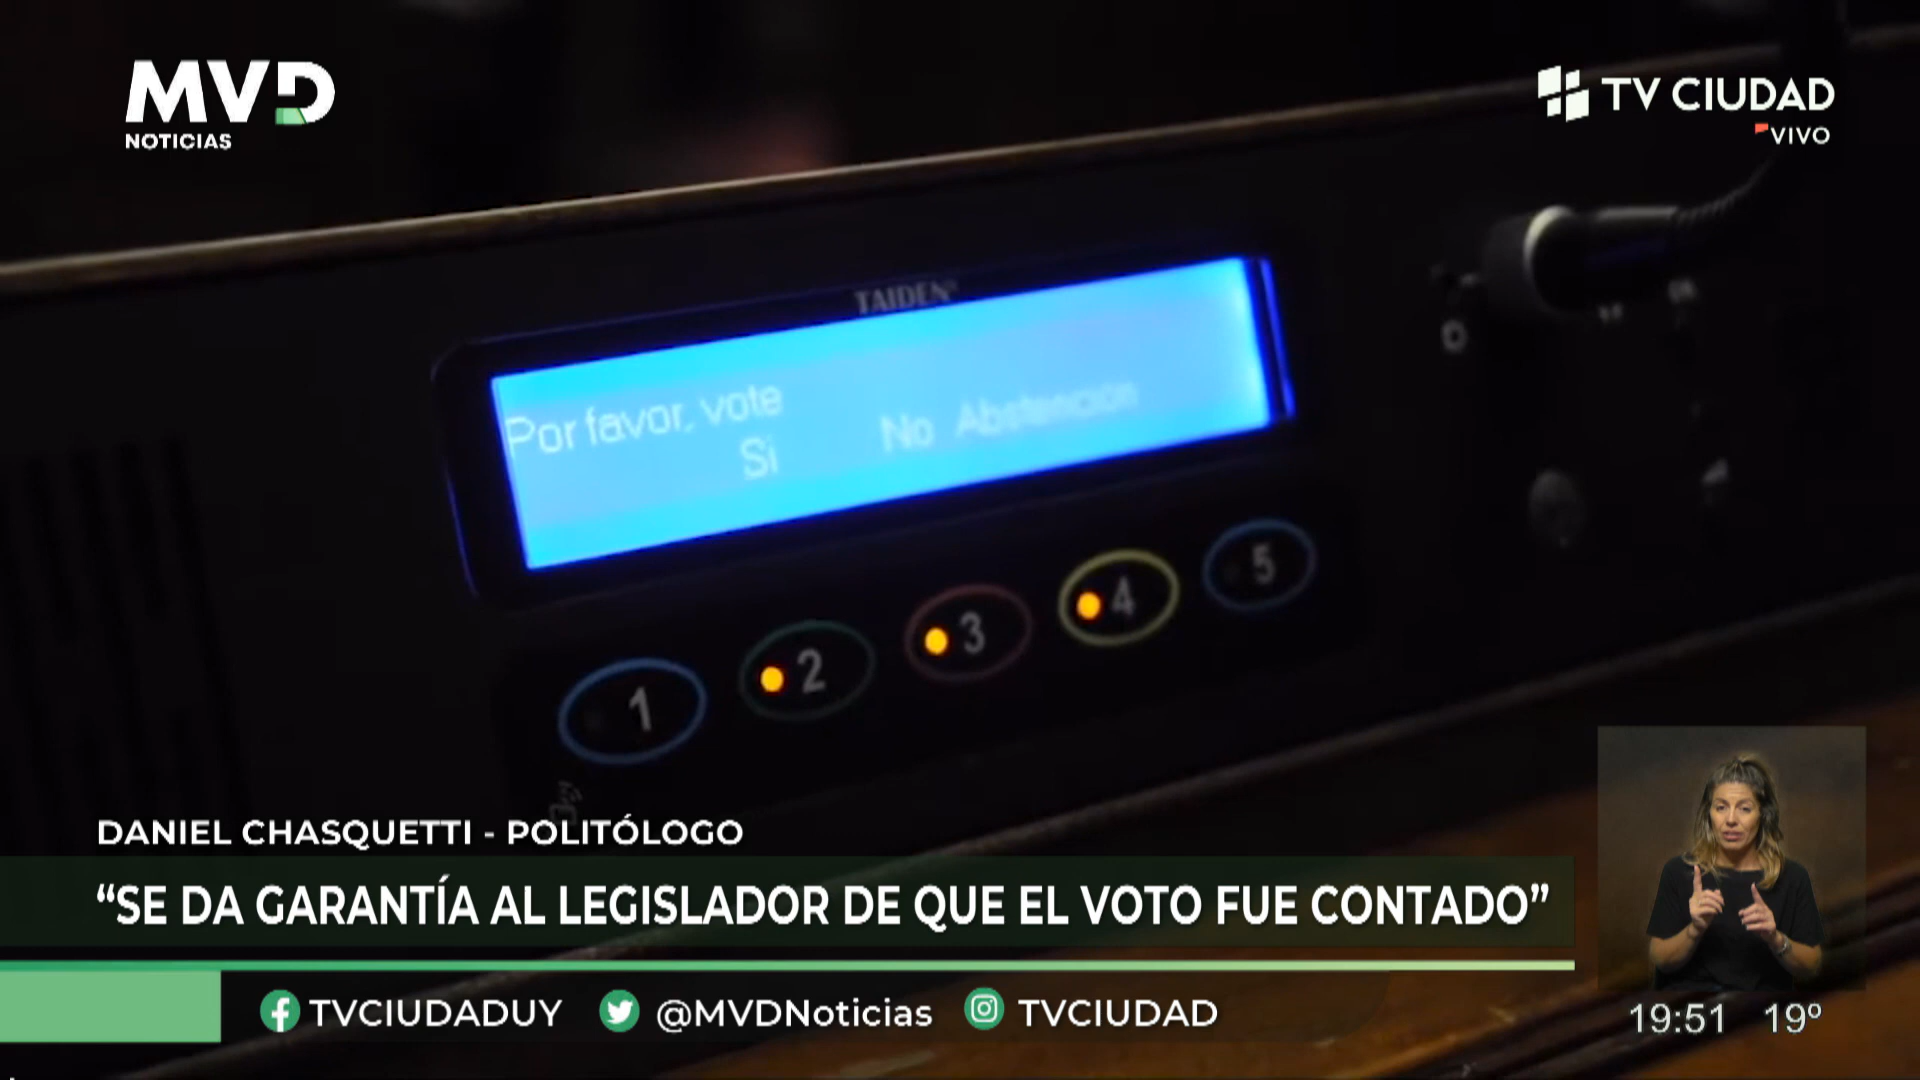 MVD
NOTICIAS
TV CIUDAD
VIVO
TAIDEN
Por favor, vote
Si No Abstencion
1 2 3 4 5
DANIEL CHASQUETTI - POLITÓLOGO
“SE DA GARANTÍA AL LEGISLADOR DE QUE EL VOTO FUE CONTADO”
TVCIUDADUY @MVDNoticias TVCIUDAD
19:51 19º